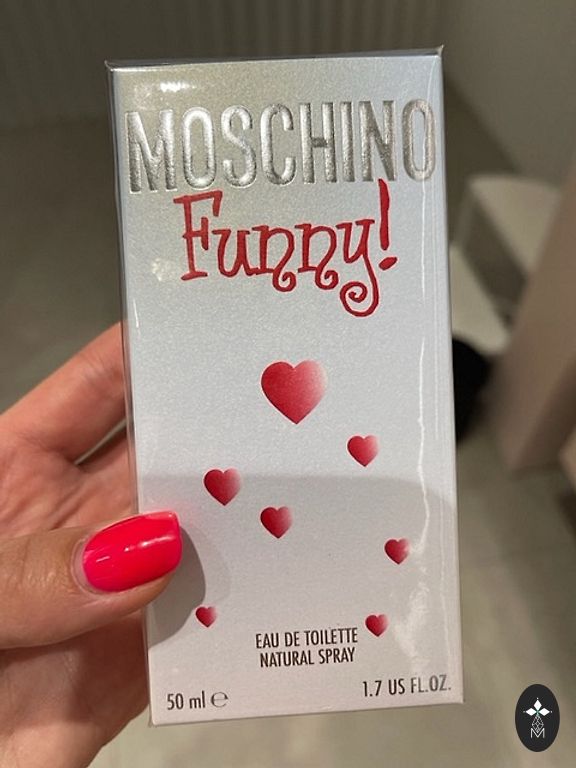 MOSCHINO
Funny!
EAU DE TOILETTE
NATURAL SPRAY
50 ml ℮
1.7 US FL.OZ.
M